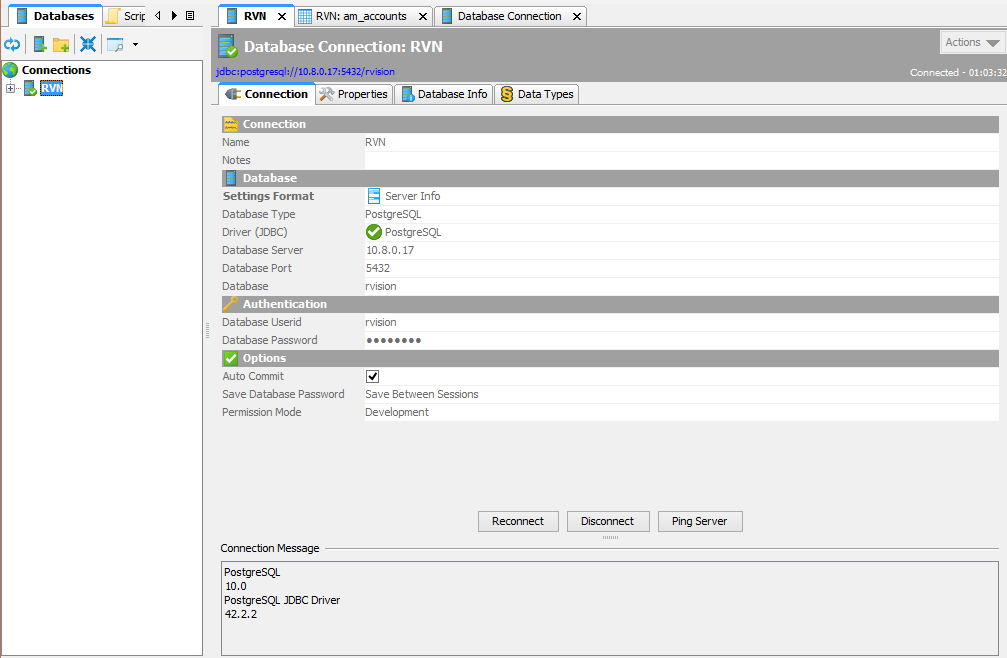 Databases
Scrip
RVN
RVN: am_accounts
Database Connection
Database Connection: RVN
Actions
jdbc:postgresql://10.8.0.17:5432/rvision
Connected - 01:03:32
Connections
RVN
Connection
Properties
Database Info
Data Types
Connection
Name RVN
Notes
Database
Settings Format Server Info
Database Type PostgreSQL
Driver (JDBC) PostgreSQL
Database Server 10.8.0.17
Database Port 5432
Database rvision
Authentication
Database Userid rvision
Database Password ●●●●●●●●
Options
Auto Commit
Save Database Password Save Between Sessions
Permission Mode Development
Reconnect
Disconnect
Ping Server
Connection Message
PostgreSQL
10.0
PostgreSQL JDBC Driver
42.2.2